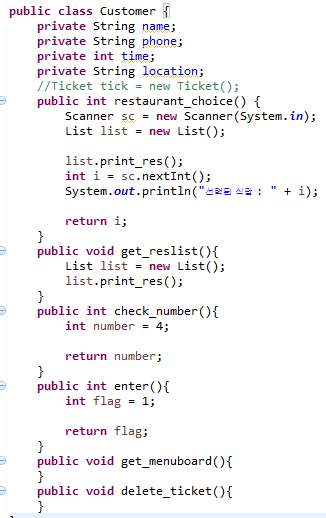 public class Customer {
    private String name;
    private String phone;
    private int time;
    private String location;
    //Ticket tick = new Ticket();
    public int restaurant_choice() {
        Scanner sc = new Scanner(System.in);
        List list = new List();

        list.print_res();
        int i = sc.nextInt();
        System.out.println("선택된 식당 : " + i);

        return i;
    }
    public void get_reslist(){
        List list = new List();
        list.print_res();
    }
    public int check_number(){
        int number = 4;

        return number;
    }
    public int enter(){
        int flag = 1;

        return flag;
    }
    public void get_menuboard(){
    }
    public void delete_ticket(){
    }